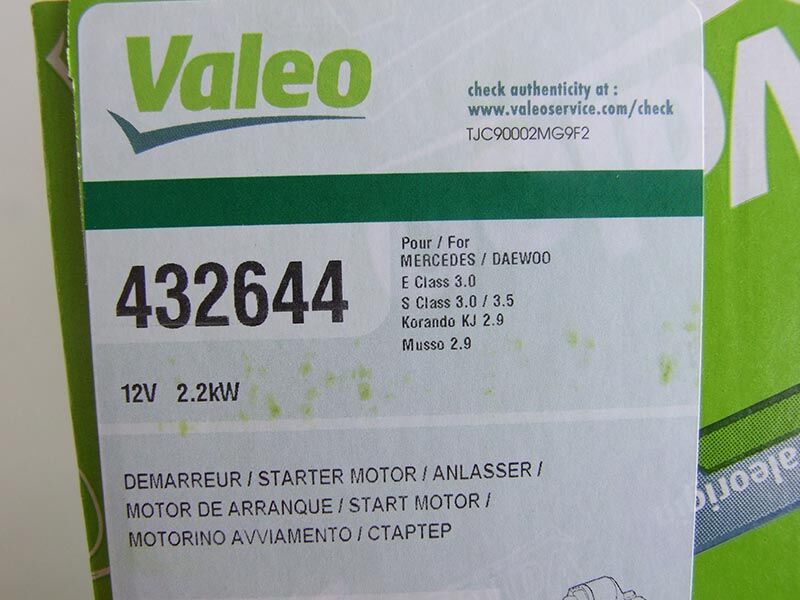 Valeo
check authenticity at :
www.valeoservice.com/check
TJC90002MG9F2
432644
Pour / For
MERCEDES / DAEWOO
E Class 3.0
S Class 3.0 / 3.5
Korando KJ 2.9
Musso 2.9
12V 2.2kW
DEMARREUR / STARTER MOTOR / ANLASSER /
MOTOR DE ARRANQUE / START MOTOR /
MOTORINO AVVIAMENTO / СТАРТЕР